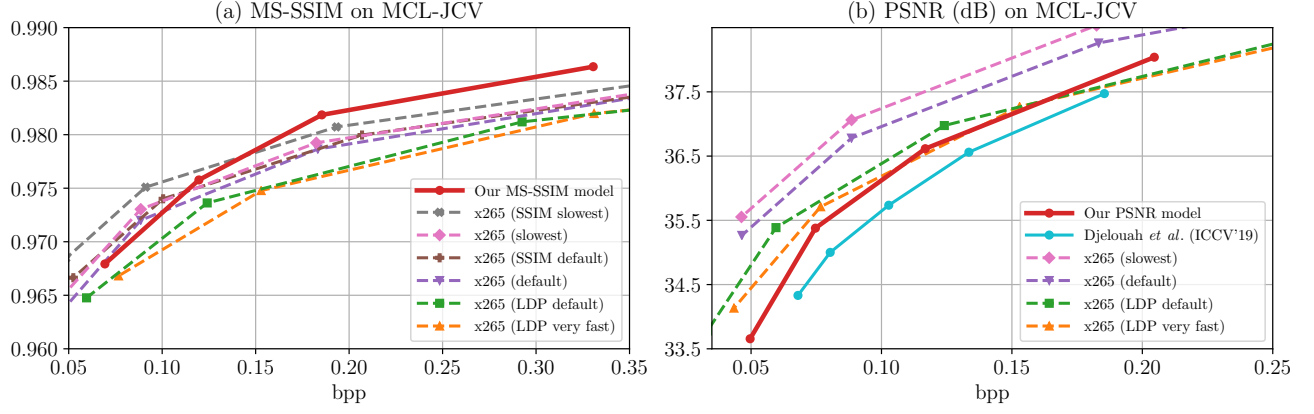 (a) MS-SSIM on MCL-JCV
0.990
0.985
0.980
0.975
0.970
0.965
0.960
0.05
0.10
0.15
0.20
0.25
0.30
0.35
bpp
Our MS-SSIM model
x265 (SSIM slowest)
x265 (slowest)
x265 (SSIM default)
x265 (default)
x265 (LDP default)
x265 (LDP very fast)
(b) PSNR (dB) on MCL-JCV
37.5
36.5
35.5
34.5
33.5
0.05
0.10
0.15
0.20
0.25
bpp
Our PSNR model
Djelouah et al. (ICCV'19)
x265 (slowest)
x265 (default)
x265 (LDP default)
x265 (LDP very fast)